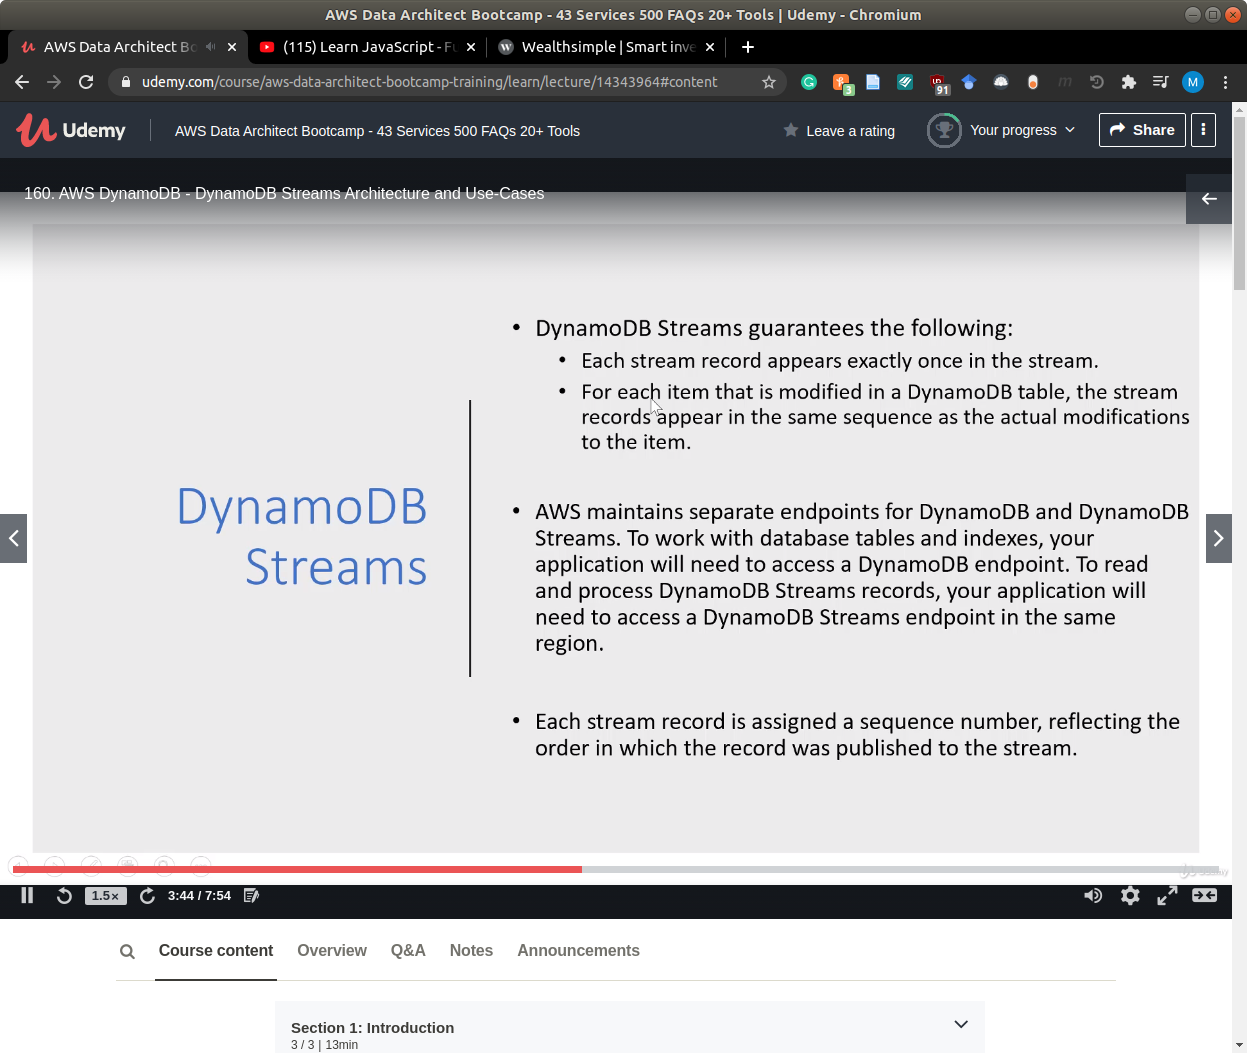 AWS Data Architect Bootcamp - 43 Services 500 FAQs 20+ Tools | Udemy - Chromium
AWS Data Architect Bo
(115) Learn JavaScript - Fu
Wealthsimple | Smart inve
udemy.com/course/aws-data-architect-bootcamp-training/learn/lecture/14343964#content
3
91
M
Udemy
AWS Data Architect Bootcamp - 43 Services 500 FAQs 20+ Tools
Leave a rating
Your progress
Share
160. AWS DynamoDB - DynamoDB Streams Architecture and Use-Cases
DynamoDB
Streams
• DynamoDB Streams guarantees the following:
• Each stream record appears exactly once in the stream.
• For each item that is modified in a DynamoDB table, the stream
records appear in the same sequence as the actual modifications
to the item.
• AWS maintains separate endpoints for DynamoDB and DynamoDB
Streams. To work with database tables and indexes, your
application will need to access a DynamoDB endpoint. To read
and process DynamoDB Streams records, your application will
need to access a DynamoDB Streams endpoint in the same
region.
• Each stream record is assigned a sequence number, reflecting the
order in which the record was published to the stream.
1.5×
3:44 / 7:54
Course content
Overview
Q&A
Notes
Announcements
Section 1: Introduction
3 / 3 | 13min